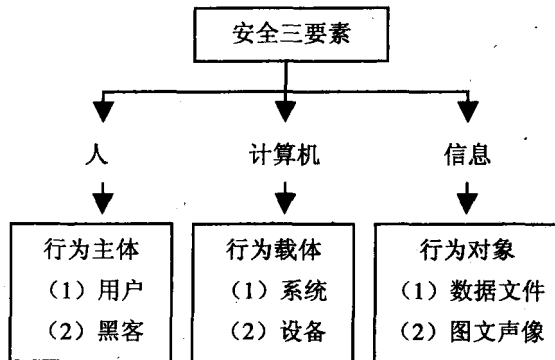 安全三要素
人 计算机 信息
行为主体 行为载体 行为对象
（1）用户 （1）系统 （1）数据文件
（2）黑客 （2）设备 （2）图文声像